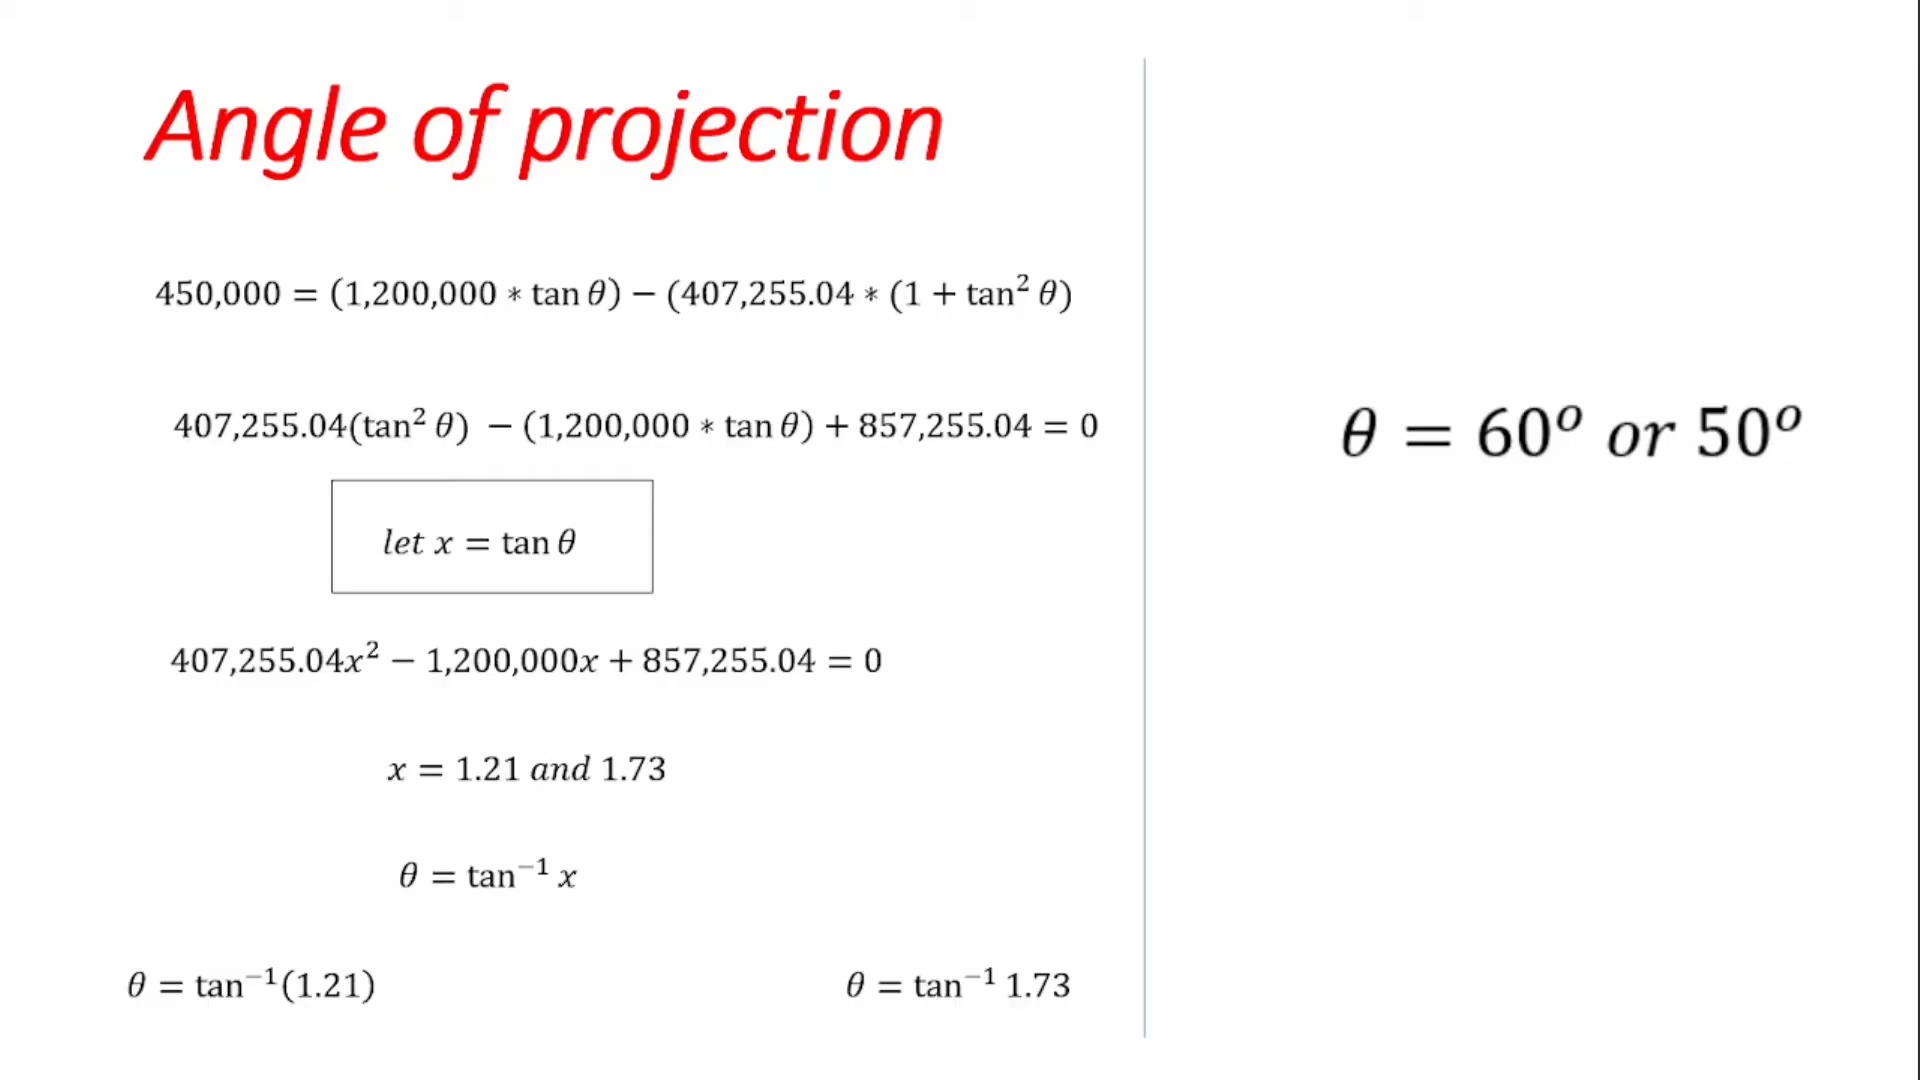 Angle of projection
450,000 = (1,200,000 ∗ tan θ) − (407,255.04 ∗ (1 + tan² θ)
407,255.04(tan² θ) − (1,200,000 ∗ tan θ) + 857,255.04 = 0
let x = tan θ
407,255.04x² − 1,200,000x + 857,255.04 = 0
x = 1.21 and 1.73
θ = tan⁻¹ x
θ = tan⁻¹(1.21)
θ = tan⁻¹ 1.73
θ = 60ᵒ or 50ᵒ